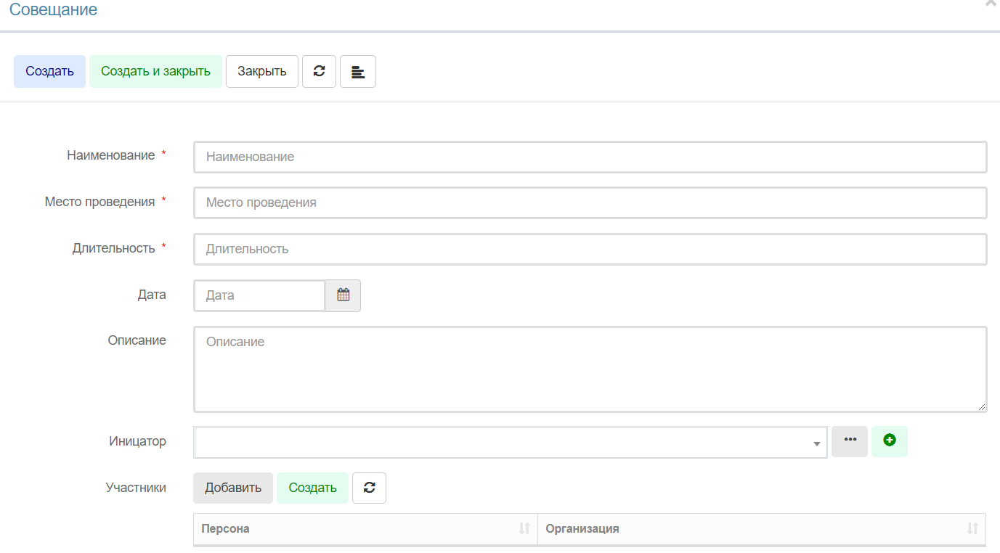 Совещание
Создать Создать и закрыть Закрыть
Наименование * Наименование
Место проведения * Место проведения
Длительность * Длительность
Дата Дата
Описание Описание
Иницатор
Участники Добавить Создать
Персона Организация